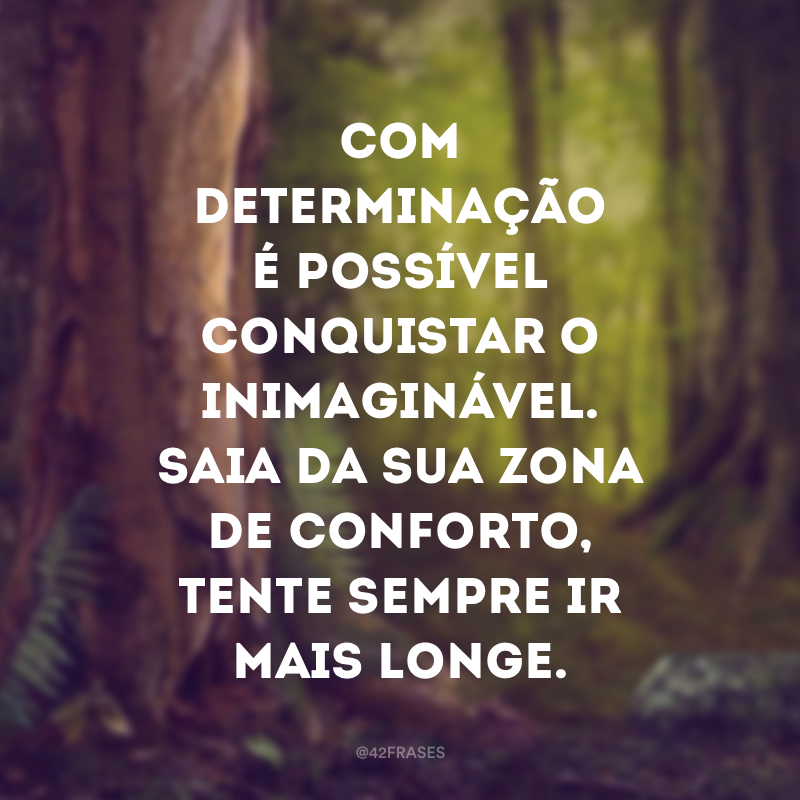 COM
DETERMINAÇÃO
É POSSÍVEL
CONQUISTAR O
INIMAGINÁVEL.
SAIA DA SUA ZONA
DE CONFORTO,
TENTE SEMPRE IR
MAIS LONGE.
@42FRASES